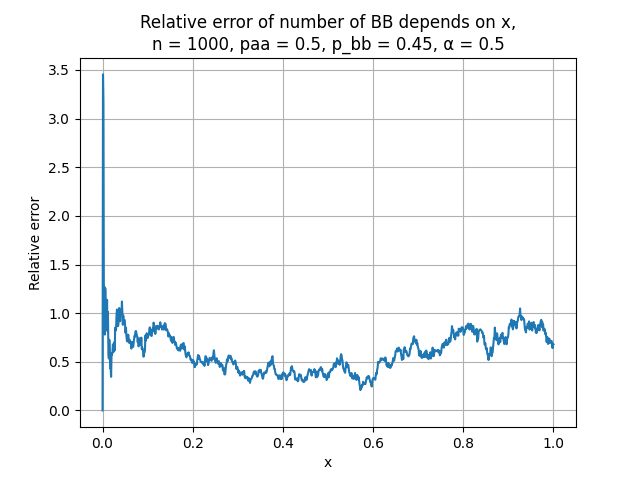 Relative error of number of BB depends on x,
n = 1000, paa = 0.5, p_bb = 0.45, α = 0.5
3.5
3.0
2.5
2.0
1.5
1.0
0.5
0.0
Relative error
0.0 0.2 0.4 0.6 0.8 1.0
x